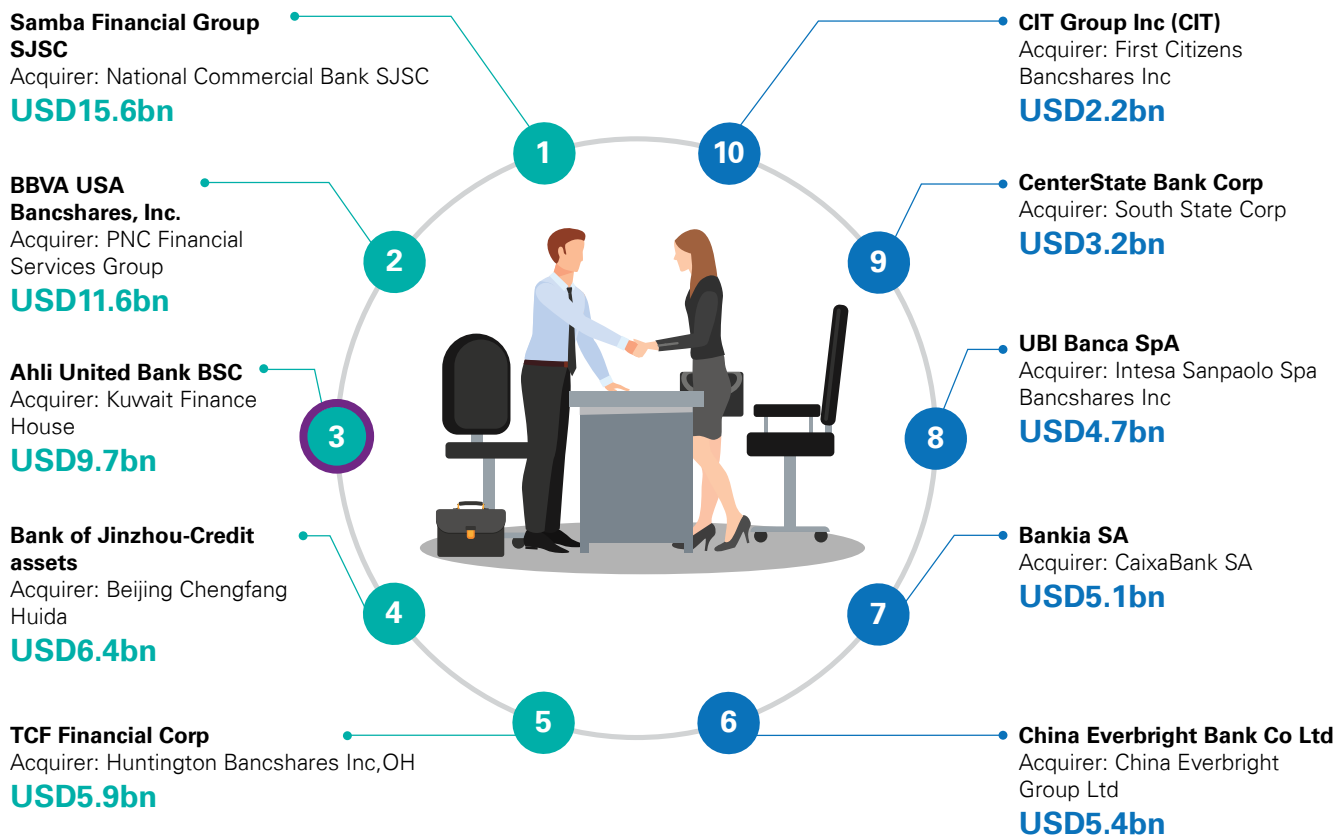 Samba Financial Group
SJSC
Acquirer: National Commercial Bank SJSC
USD15.6bn
1
BBVA USA
Bancshares, Inc.
Acquirer: PNC Financial
Services Group
USD11.6bn
2
Ahli United Bank BSC
Acquirer: Kuwait Finance
House
USD9.7bn
3
Bank of Jinzhou-Credit
assets
Acquirer: Beijing Chengfang
Huida
USD6.4bn
4
TCF Financial Corp
Acquirer: Huntington Bancshares Inc,OH
USD5.9bn
5
10
CIT Group Inc (CIT)
Acquirer: First Citizens
Bancshares Inc
USD2.2bn
9
CenterState Bank Corp
Acquirer: South State Corp
USD3.2bn
8
UBI Banca SpA
Acquirer: Intesa Sanpaolo Spa
Bancshares Inc
USD4.7bn
7
Bankia SA
Acquirer: CaixaBank SA
USD5.1bn
6
China Everbright Bank Co Ltd
Acquirer: China Everbright
Group Ltd
USD5.4bn